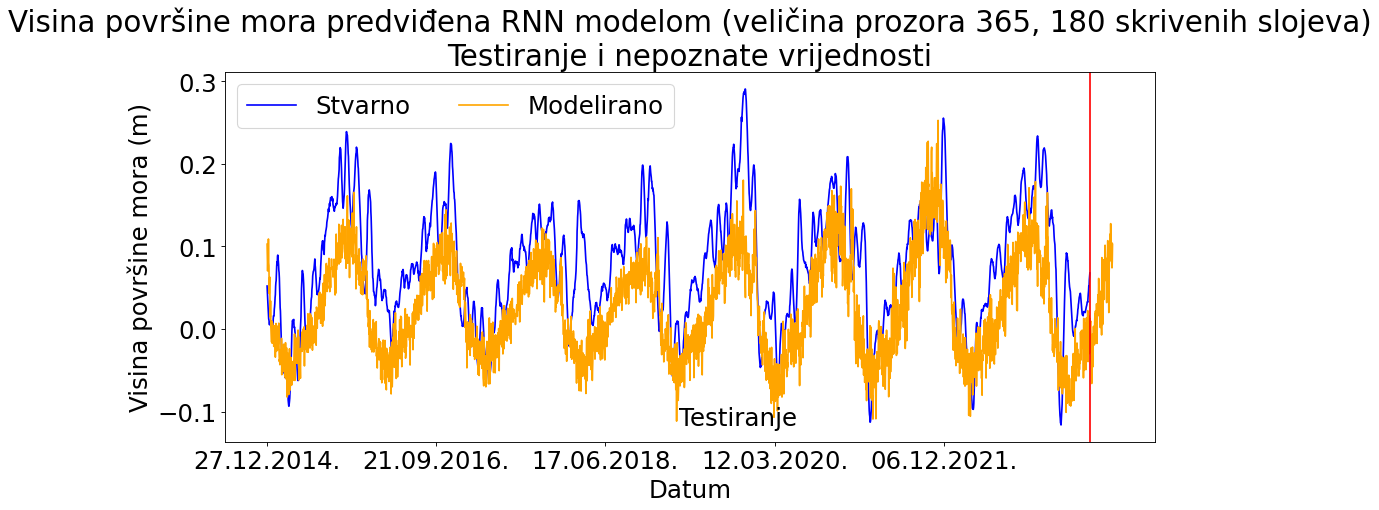 Visina površine mora predviđena RNN modelom (veličina prozora 365, 180 skrivenih slojeva)
Testiranje i nepoznate vrijednosti
Stvarno Modelirano
Visina površine mora (m)
0.3
0.2
0.1
0.0
−0.1
Testiranje
27.12.2014. 21.09.2016. 17.06.2018. 12.03.2020. 06.12.2021.
Datum